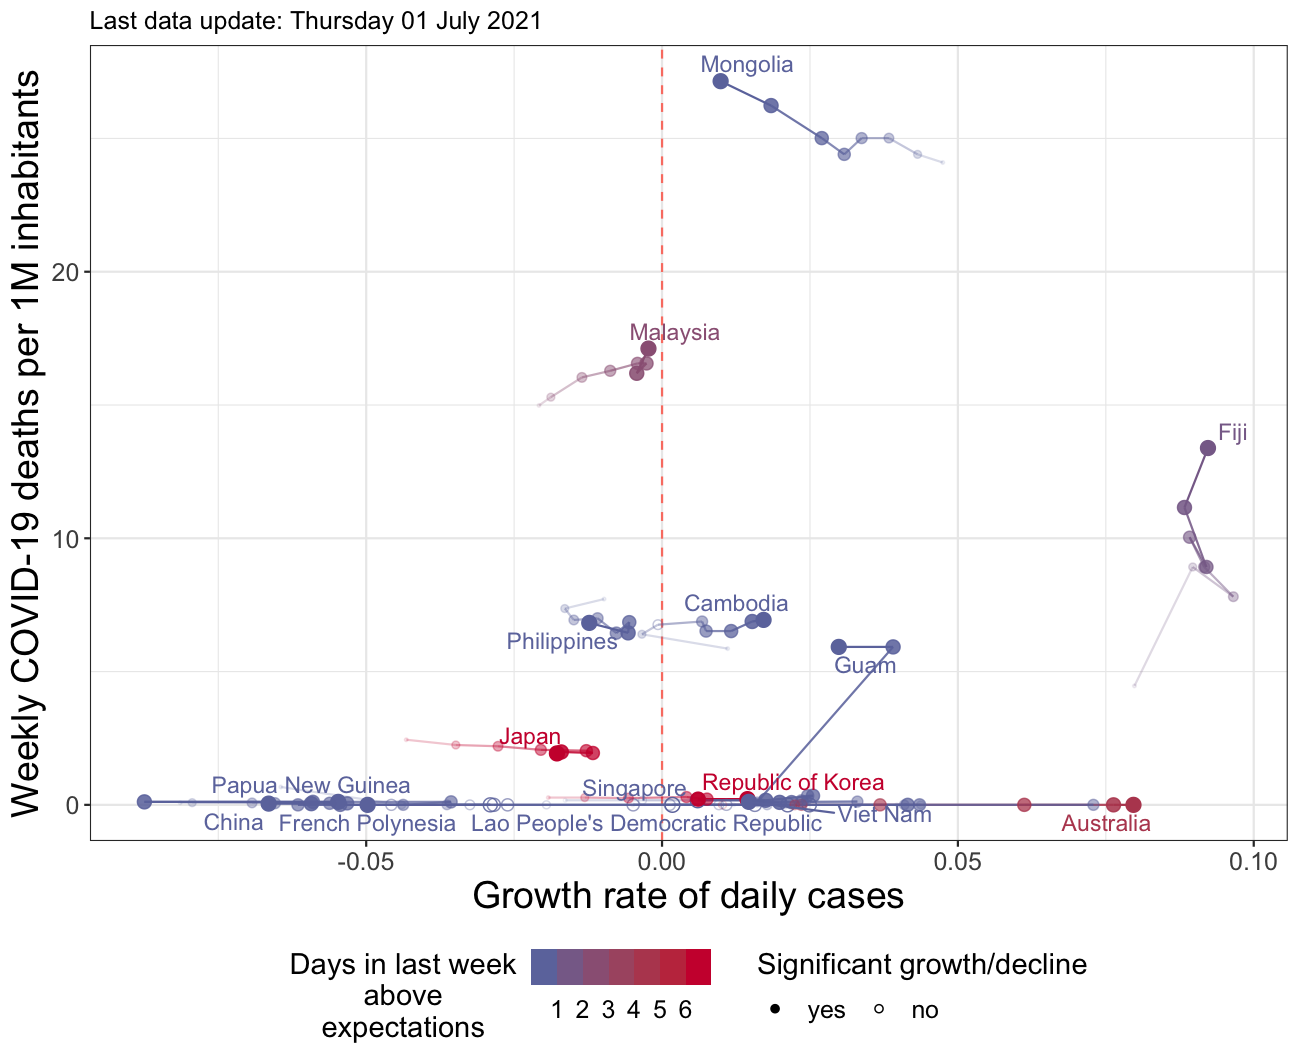 Last data update: Thursday 01 July 2021
Weekly COVID-19 deaths per 1M inhabitants
Mongolia
20
Malaysia
Fiji
10
Cambodia
Philippines
Guam
Japan
Papua New Guinea
Singapore
Republic of Korea
0
China
French Polynesia
Lao People's Democratic Republic
Viet Nam
Australia
-0.05
0.00
0.05
0.10
Growth rate of daily cases
Days in last week
above
expectations
1 2 3 4 5 6
Significant growth/decline
yes
no